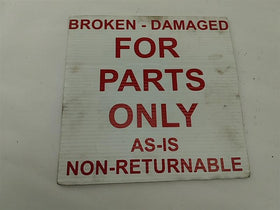 BROKEN - DAMAGED
FOR
PARTS
ONLY
AS-IS
NON-RETURNABLE